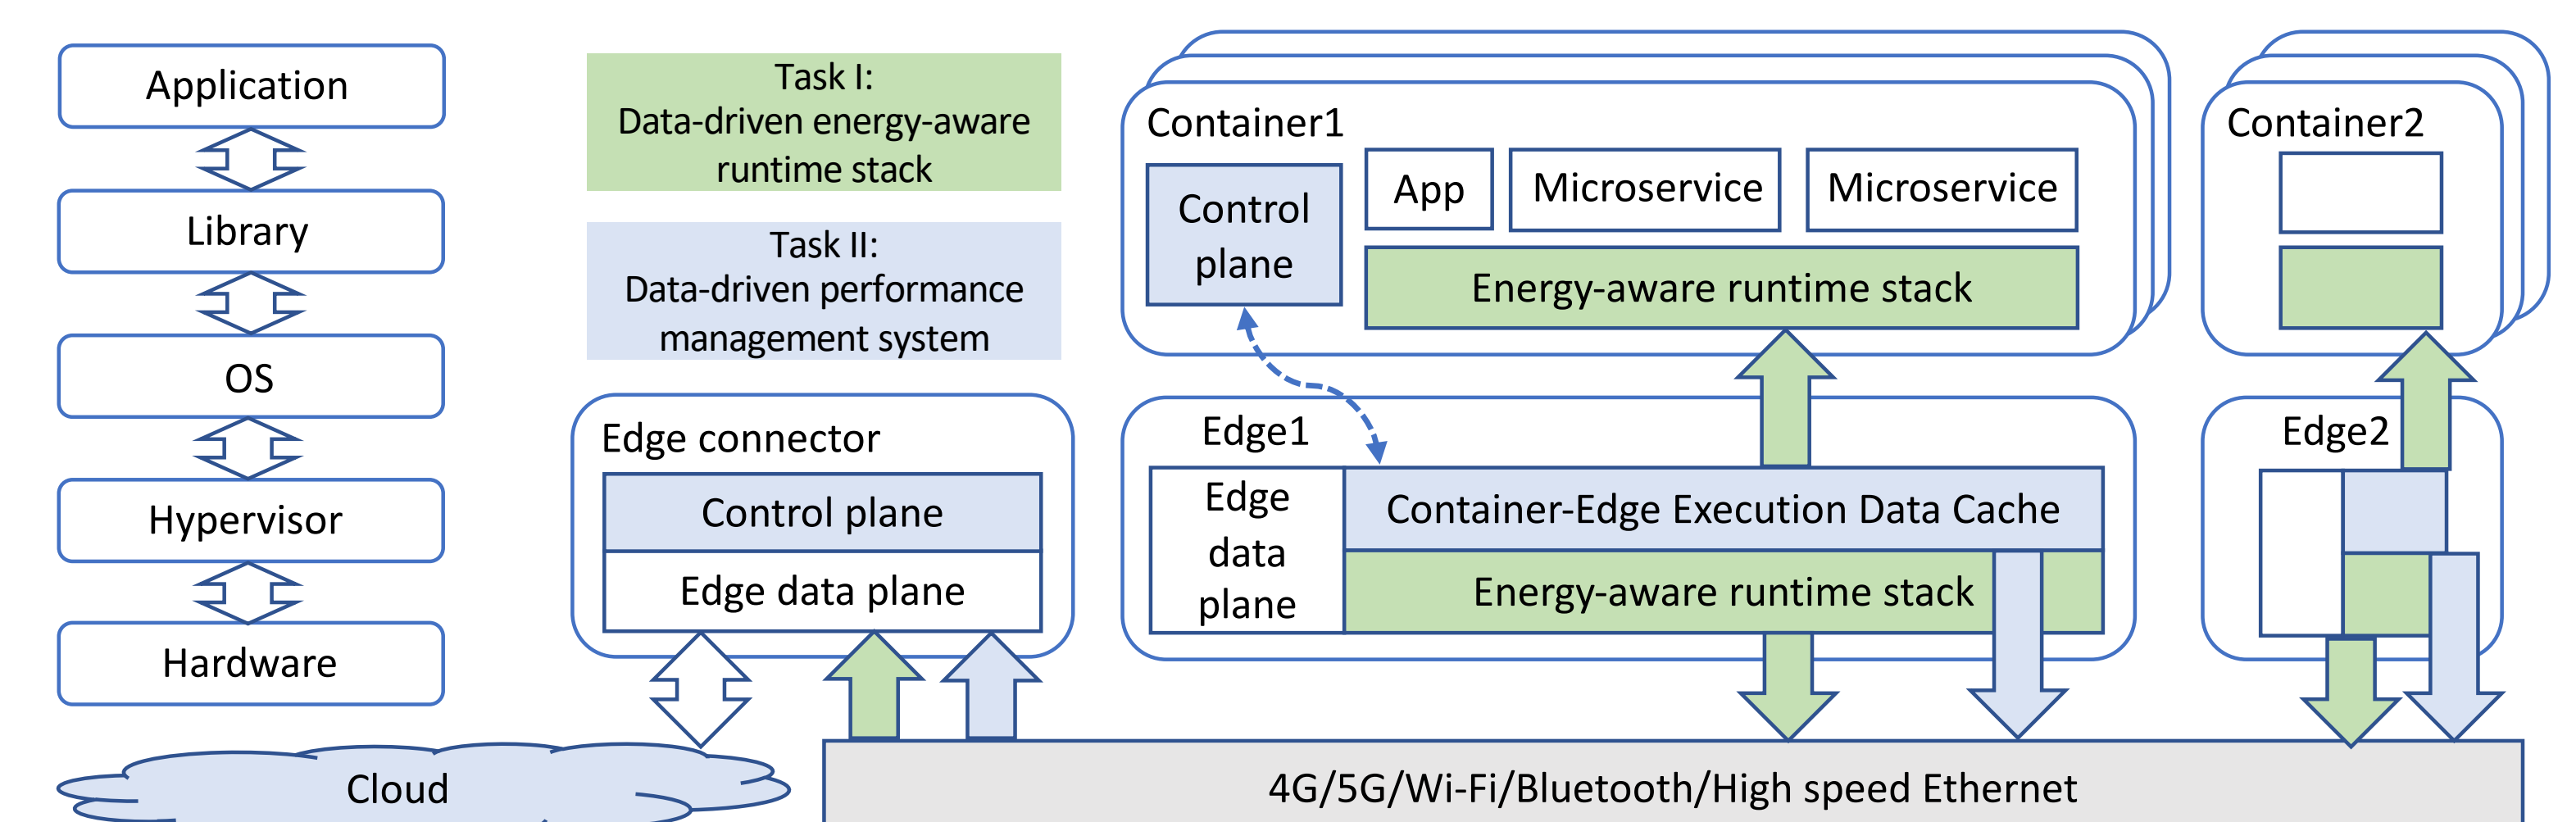 Application
Library
OS
Hypervisor
Hardware
Cloud
Task I:
Data-driven energy-aware
runtime stack
Task II:
Data-driven performance
management system
Edge connector
Control plane
Edge data plane
Container1
Control
plane
App
Microservice
Microservice
Energy-aware runtime stack
Edge1
Edge
data
plane
Container-Edge Execution Data Cache
Energy-aware runtime stack
Container2
Edge2
4G/5G/Wi-Fi/Bluetooth/High speed Ethernet